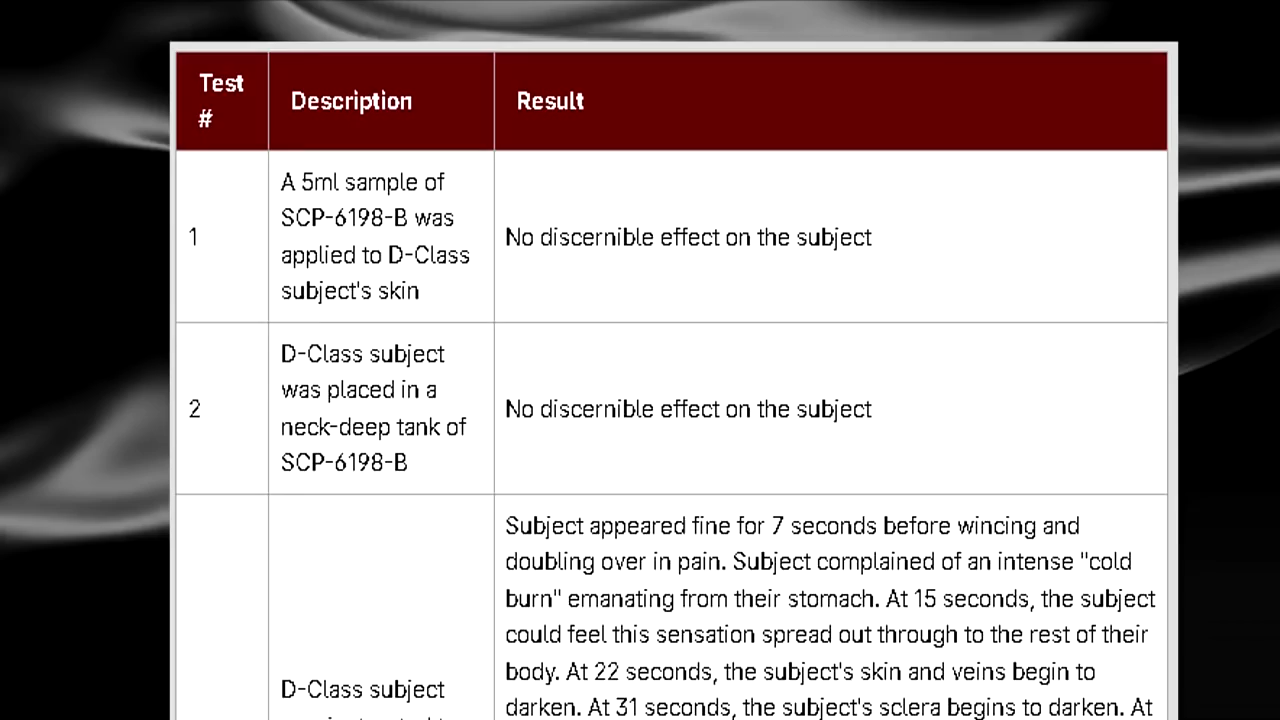 Test
#
Description
Result
1
A 5ml sample of
SCP-6198-B was
applied to D-Class
subject's skin
No discernible effect on the subject
2
D-Class subject
was placed in a
neck-deep tank of
SCP-6198-B
No discernible effect on the subject
D-Class subject
Subject appeared fine for 7 seconds before wincing and
doubling over in pain. Subject complained of an intense "cold
burn" emanating from their stomach. At 15 seconds, the subject
could feel this sensation spread out through to the rest of their
body. At 22 seconds, the subject's skin and veins begin to
darken. At 31 seconds, the subject's sclera begins to darken. At